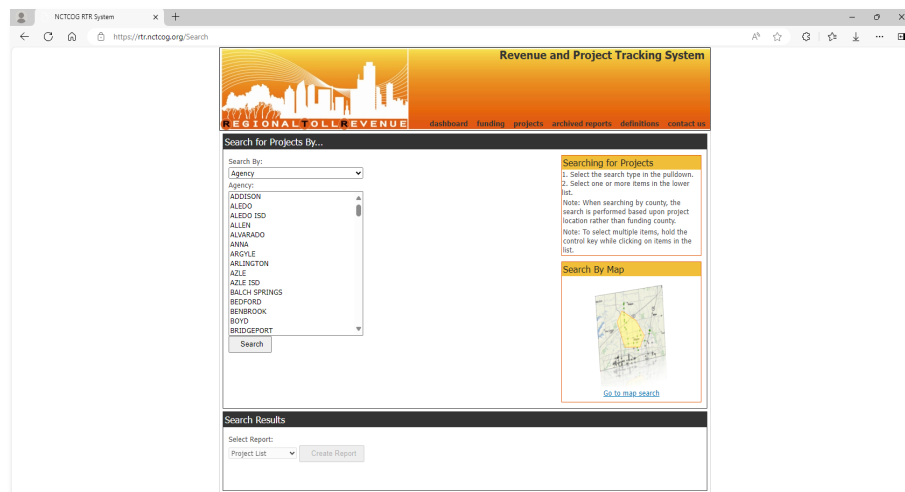 NCTCOG RTR System
https://rtr.nctcog.org/Search
Revenue and Project Tracking System
REGIONAL TOLL REVENUE
dashboard funding projects archived reports definitions contact us
Search for Projects By...
Search By:
Agency
Agency:
ADDISON
ALEDO
ALEDO ISD
ALLEN
ALVARADO
ANNA
ARGYLE
ARLINGTON
AZLE
AZLE ISD
BALCH SPRINGS
BEDFORD
BENBROOK
BOYD
BRIDGEPORT
Search
Searching for Projects
1. Select the search type in the pulldown.
2. Select one or more items in the lower
list.
Note: When searching by county, the
search is performed based upon project
location rather than funding county.
Note: To select multiple items, hold the
control key while clicking on items in the
list.
Search By Map
Go to map search
Search Results
Select Report:
Project List
Create Report